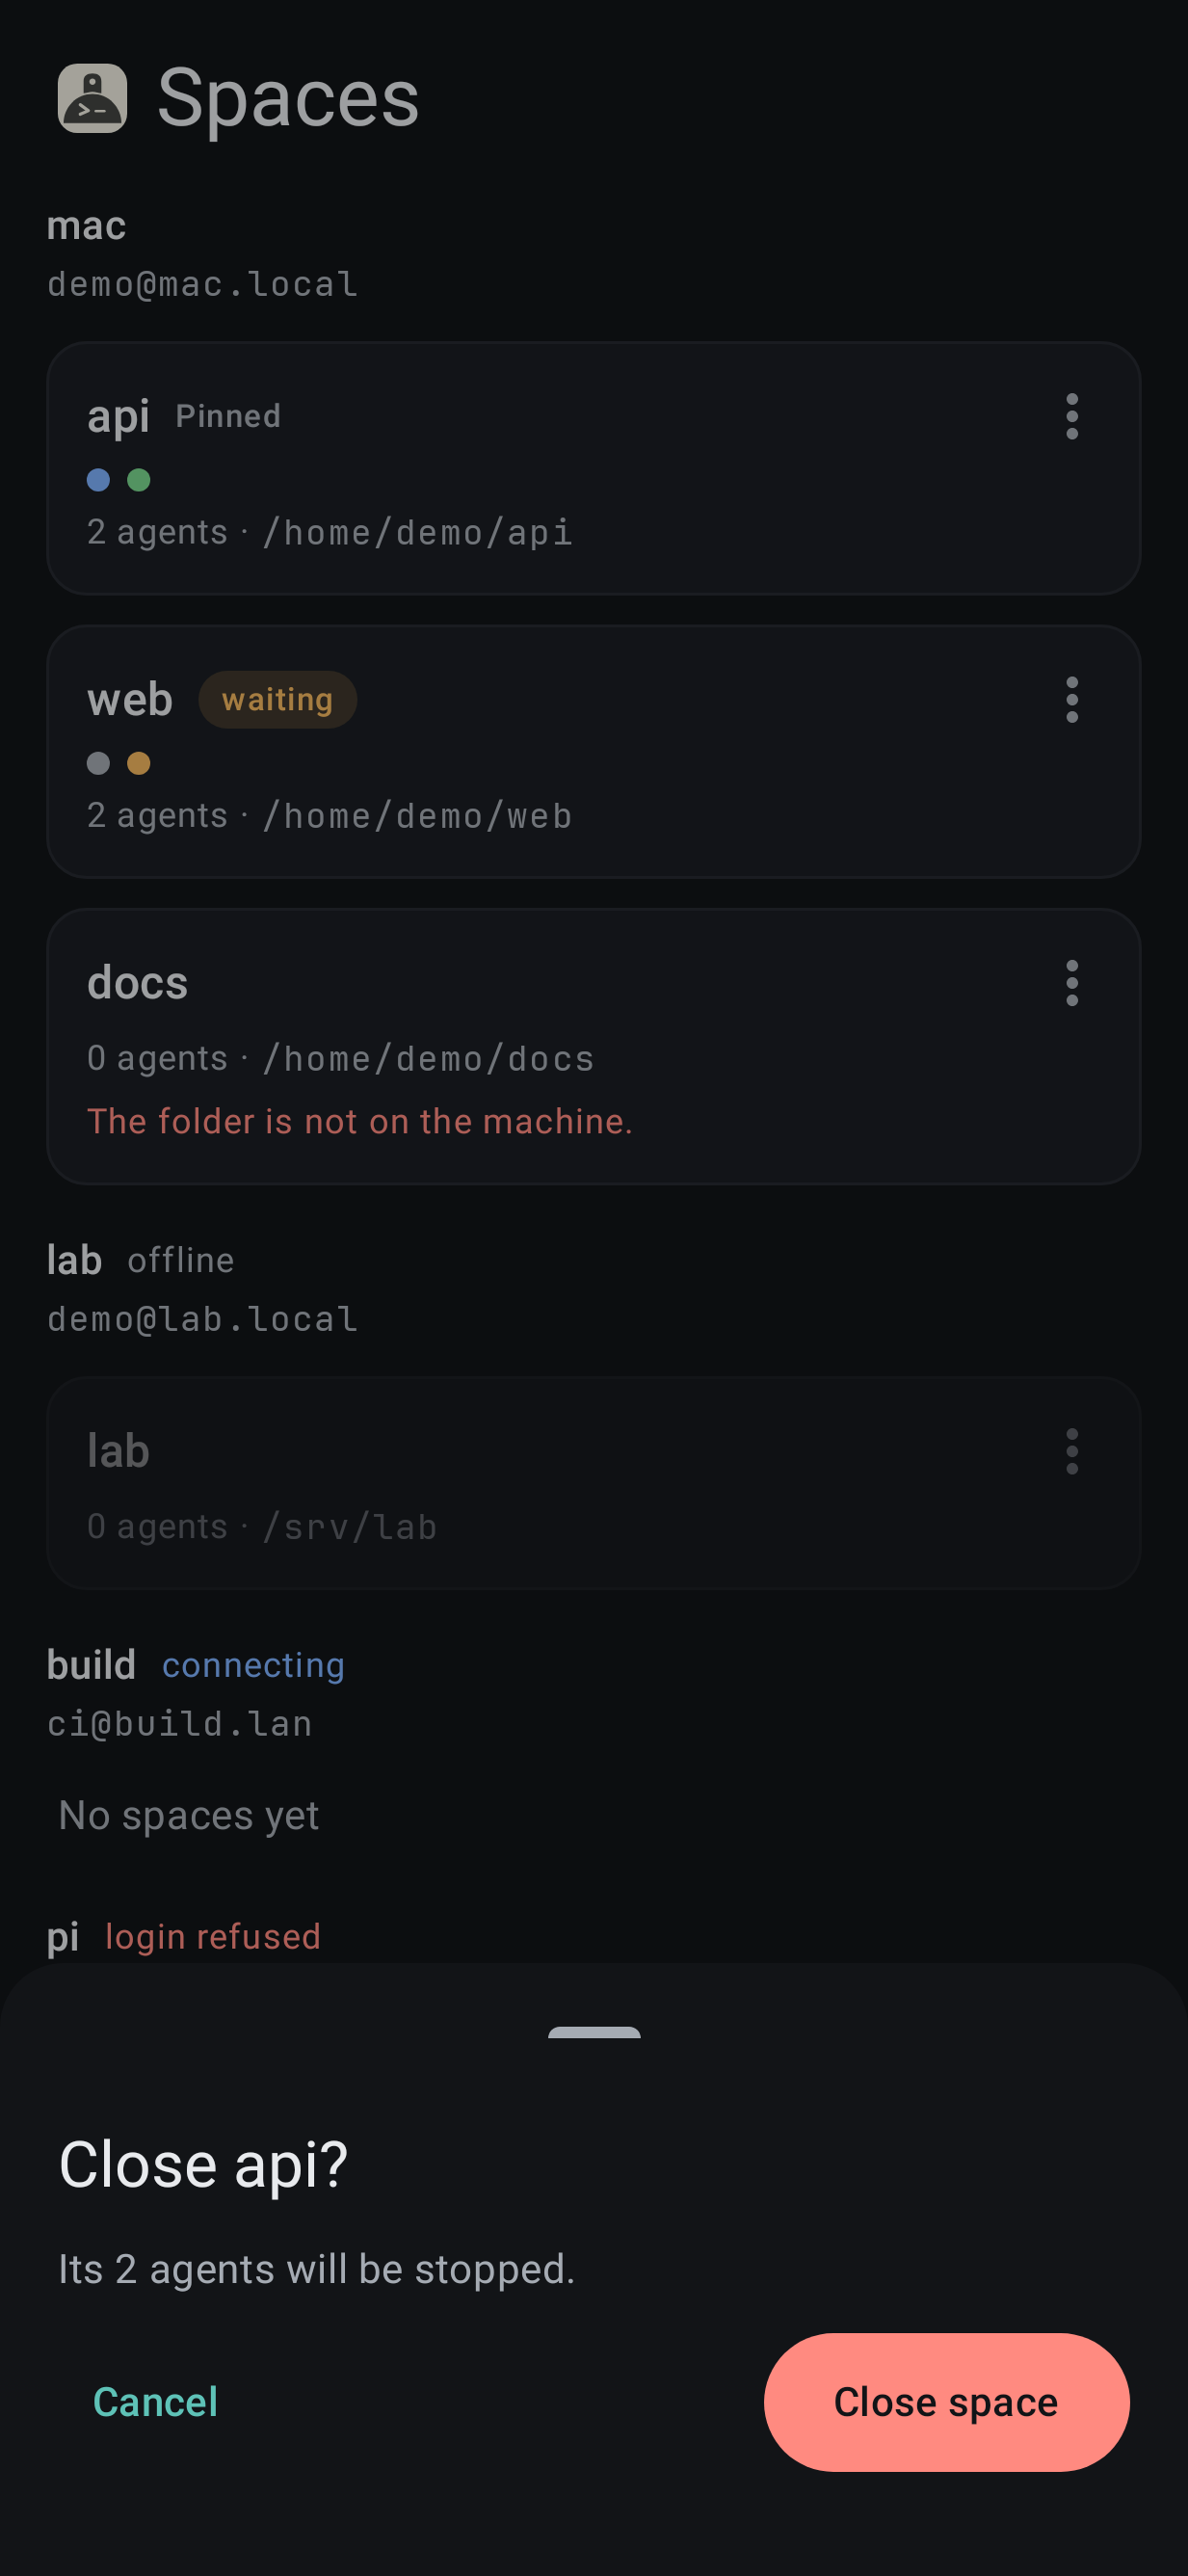 Spaces
mac
demo@mac.local
api Pinned
2 agents · /home/demo/api
web waiting
2 agents · /home/demo/web
docs
0 agents · /home/demo/docs
The folder is not on the machine.
lab offline
demo@lab.local
lab
0 agents · /srv/lab
build connecting
ci@build.lan
No spaces yet
pi login refused
Close api?
Its 2 agents will be stopped.
Cancel Close space